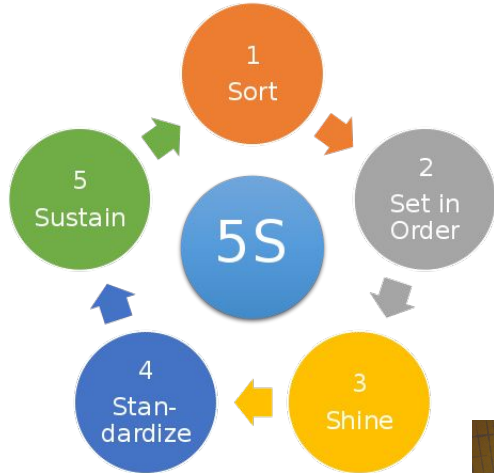 1
Sort
2
Set in
Order
3
Shine
4
Stan-
dardize
5
Sustain
5S